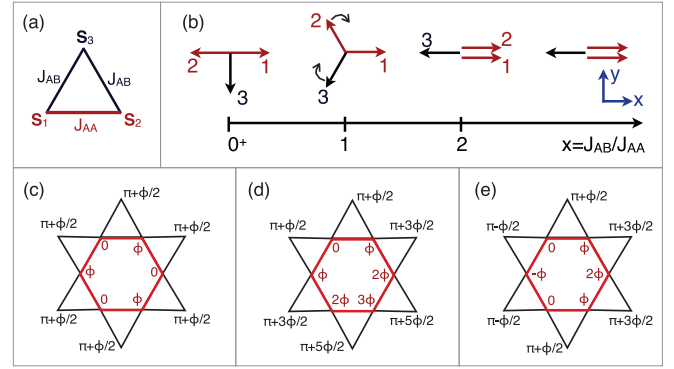 (a)
S3
JAB JAB
S1 JAA S2
(b)
2 1 3
2 1 3
3 2 1
y
x
0+ 1 2 x=JAB/JAA
(c)
π+ϕ/2
π+ϕ/2 π+ϕ/2
0 ϕ
ϕ 0
0 ϕ
π+ϕ/2 π+ϕ/2
π+ϕ/2
(d)
π+ϕ/2
π+ϕ/2 π+3ϕ/2
0 ϕ
ϕ 2ϕ
2ϕ 3ϕ
π+3ϕ/2 π+5ϕ/2
π+5ϕ/2
(e)
π+ϕ/2
π-ϕ/2 π+3ϕ/2
0 ϕ
-ϕ 2ϕ
0 ϕ
π-ϕ/2 π+3ϕ/2
π+ϕ/2